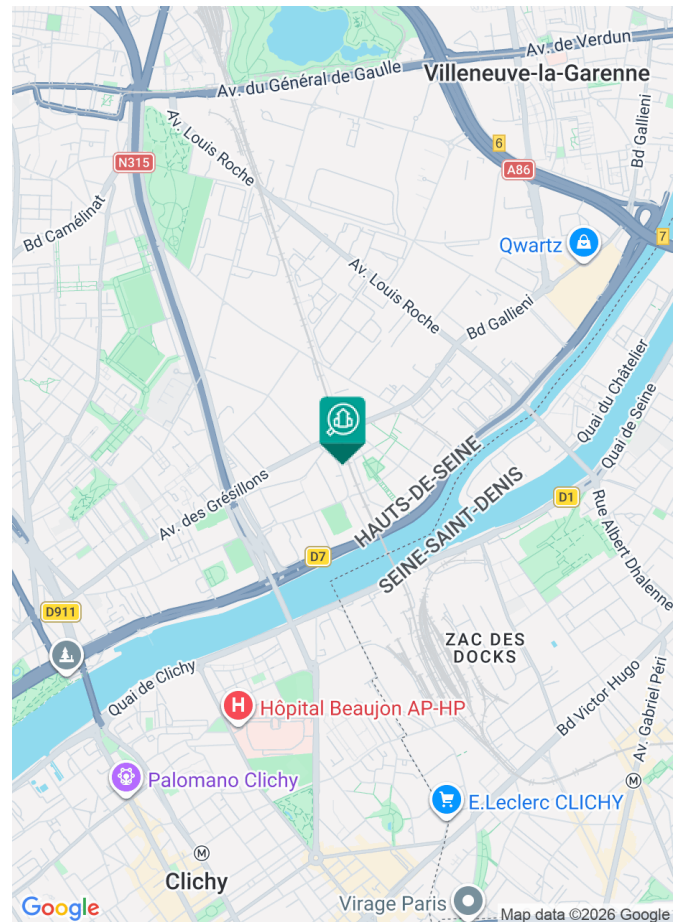 Av. de Verdun
Villeneuve-la-Garenne
Av. du Général de Gaulle
Bd Gallieni
Av. Louis Roche
6
N315
A86
Bd Camélinat
7
Qwartz
Av. Louis Roche
Bd Gallieni
Quai du Châtelier
Quai de Seine
HAUTS-DE-SEINE
SEINE-SAINT-DENIS
Av. des Grésillons
D1
Rue Albert Dhalenne
D7
D911
ZAC DES
DOCKS
Quai de Clichy
Bd Victor Hugo
Av. Gabriel Péri
H
Hôpital Beaujon AP-HP
M
Palomano Clichy
E.Leclerc CLICHY
M
Clichy
Virage Paris
Google
Map data ©2026 Google